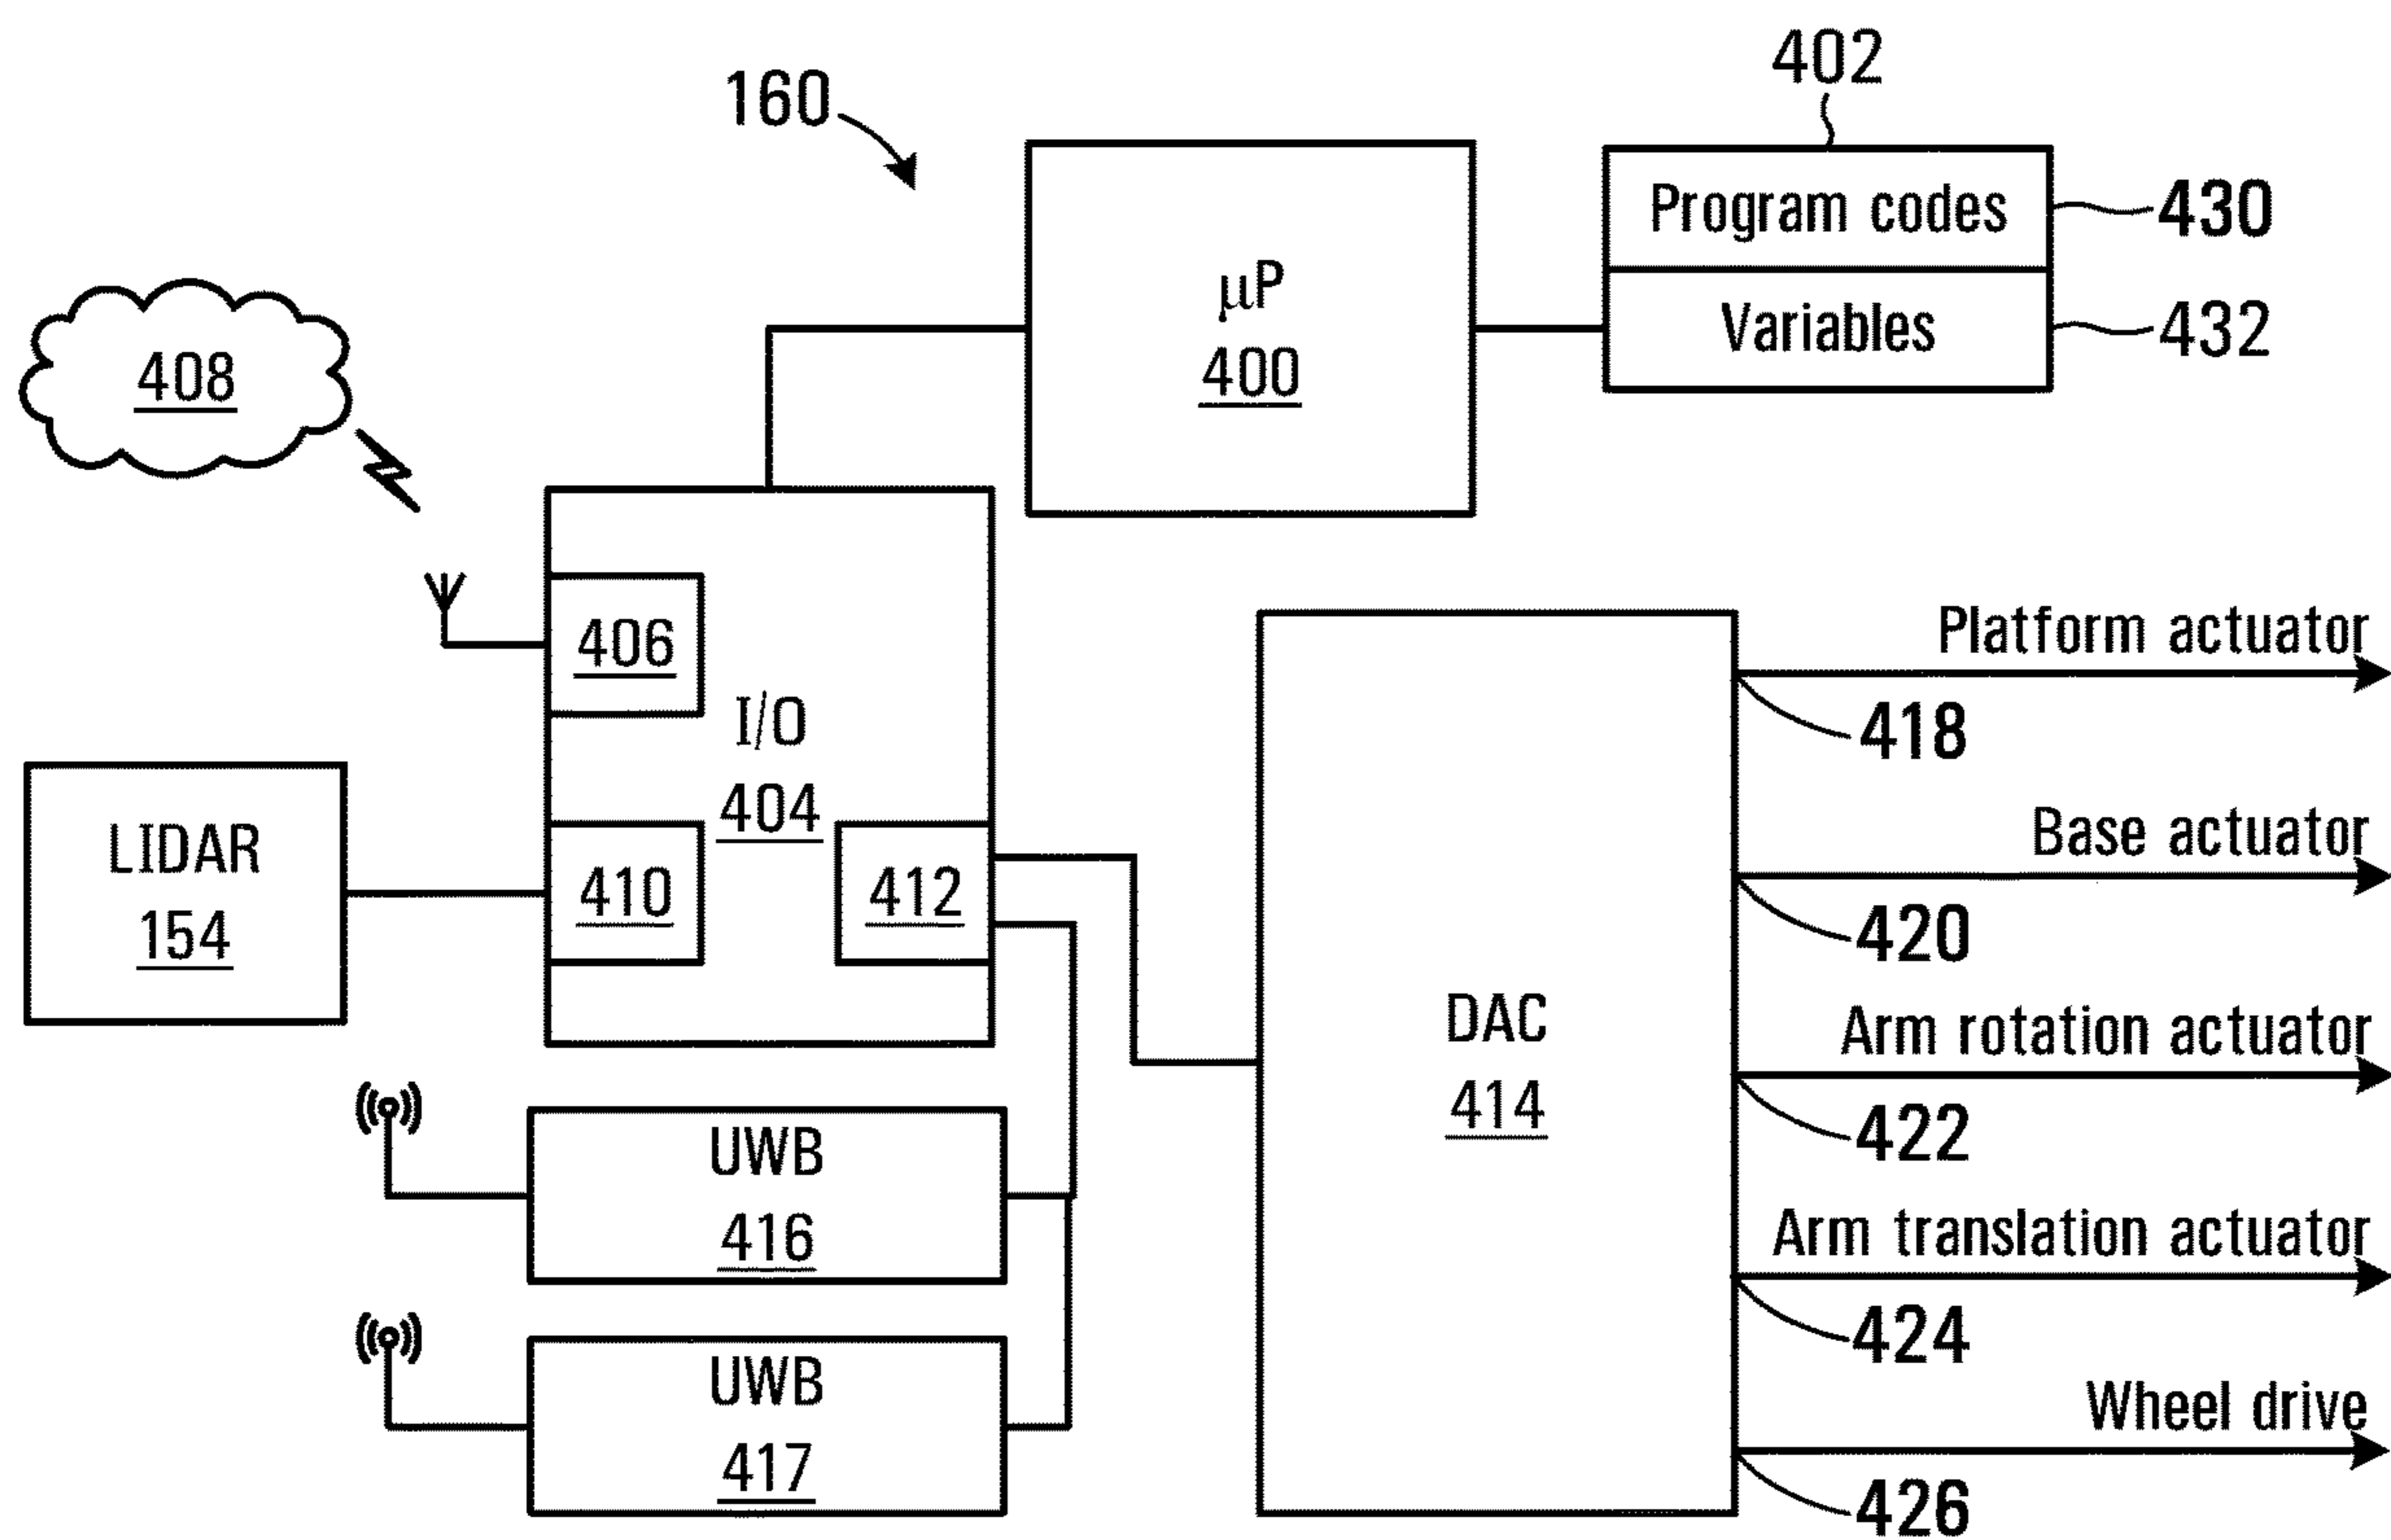 402
160
Program codes
430
μP
400
Variables
432
408
406
I/O
404
Platform actuator
418
LIDAR
154
410
412
Base actuator
420
DAC
414
Arm rotation actuator
422
UWB
416
Arm translation actuator
424
UWB
417
Wheel drive
426